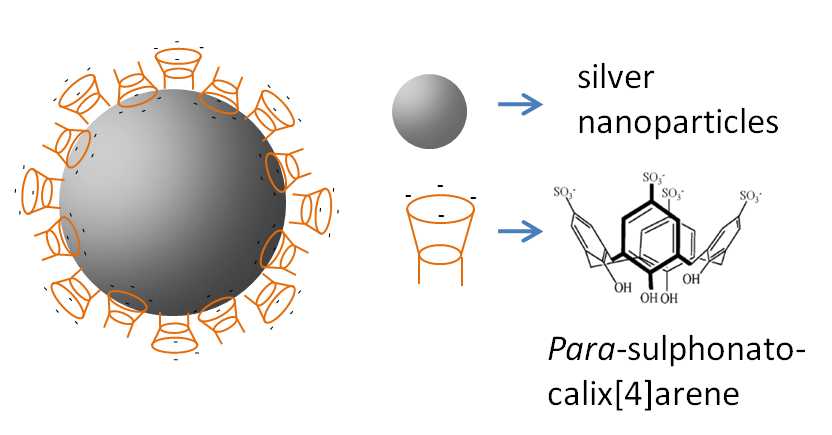 silver
nanoparticles
SO₃⁻
SO₃⁻
SO₃⁻
SO₃⁻
OH
OH
OH
OH
Para-sulphonato-
calix[4]arene